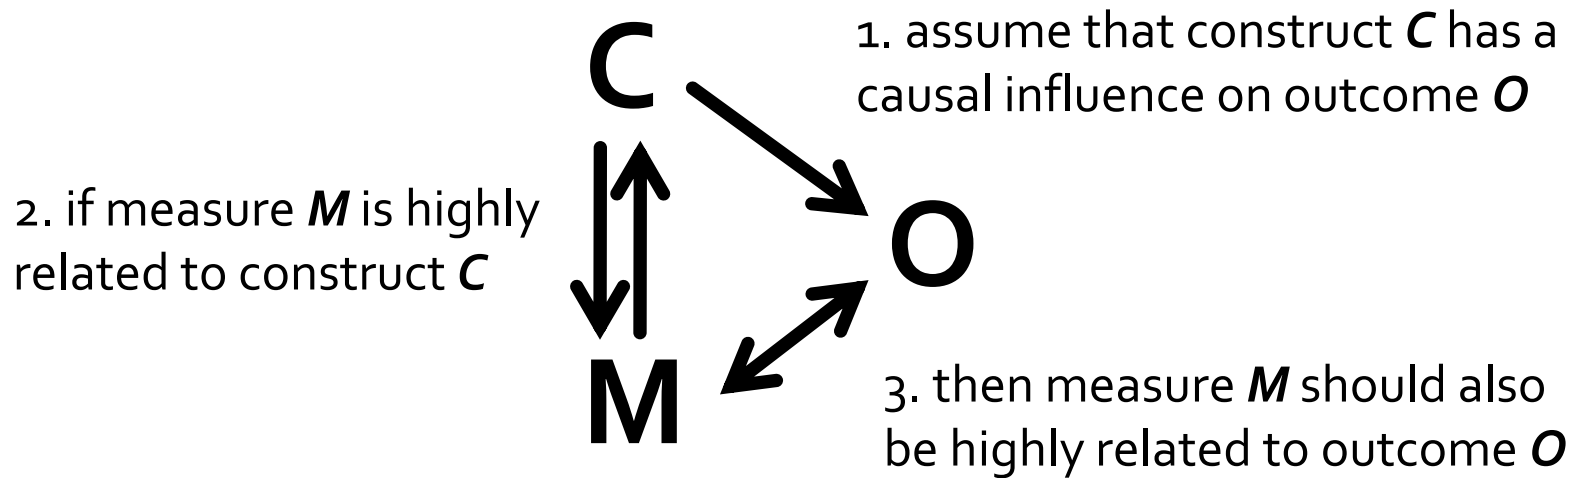 C
1. assume that construct C has a
causal influence on outcome O
2. if measure M is highly
related to construct C
O
M
3. then measure M should also
be highly related to outcome O